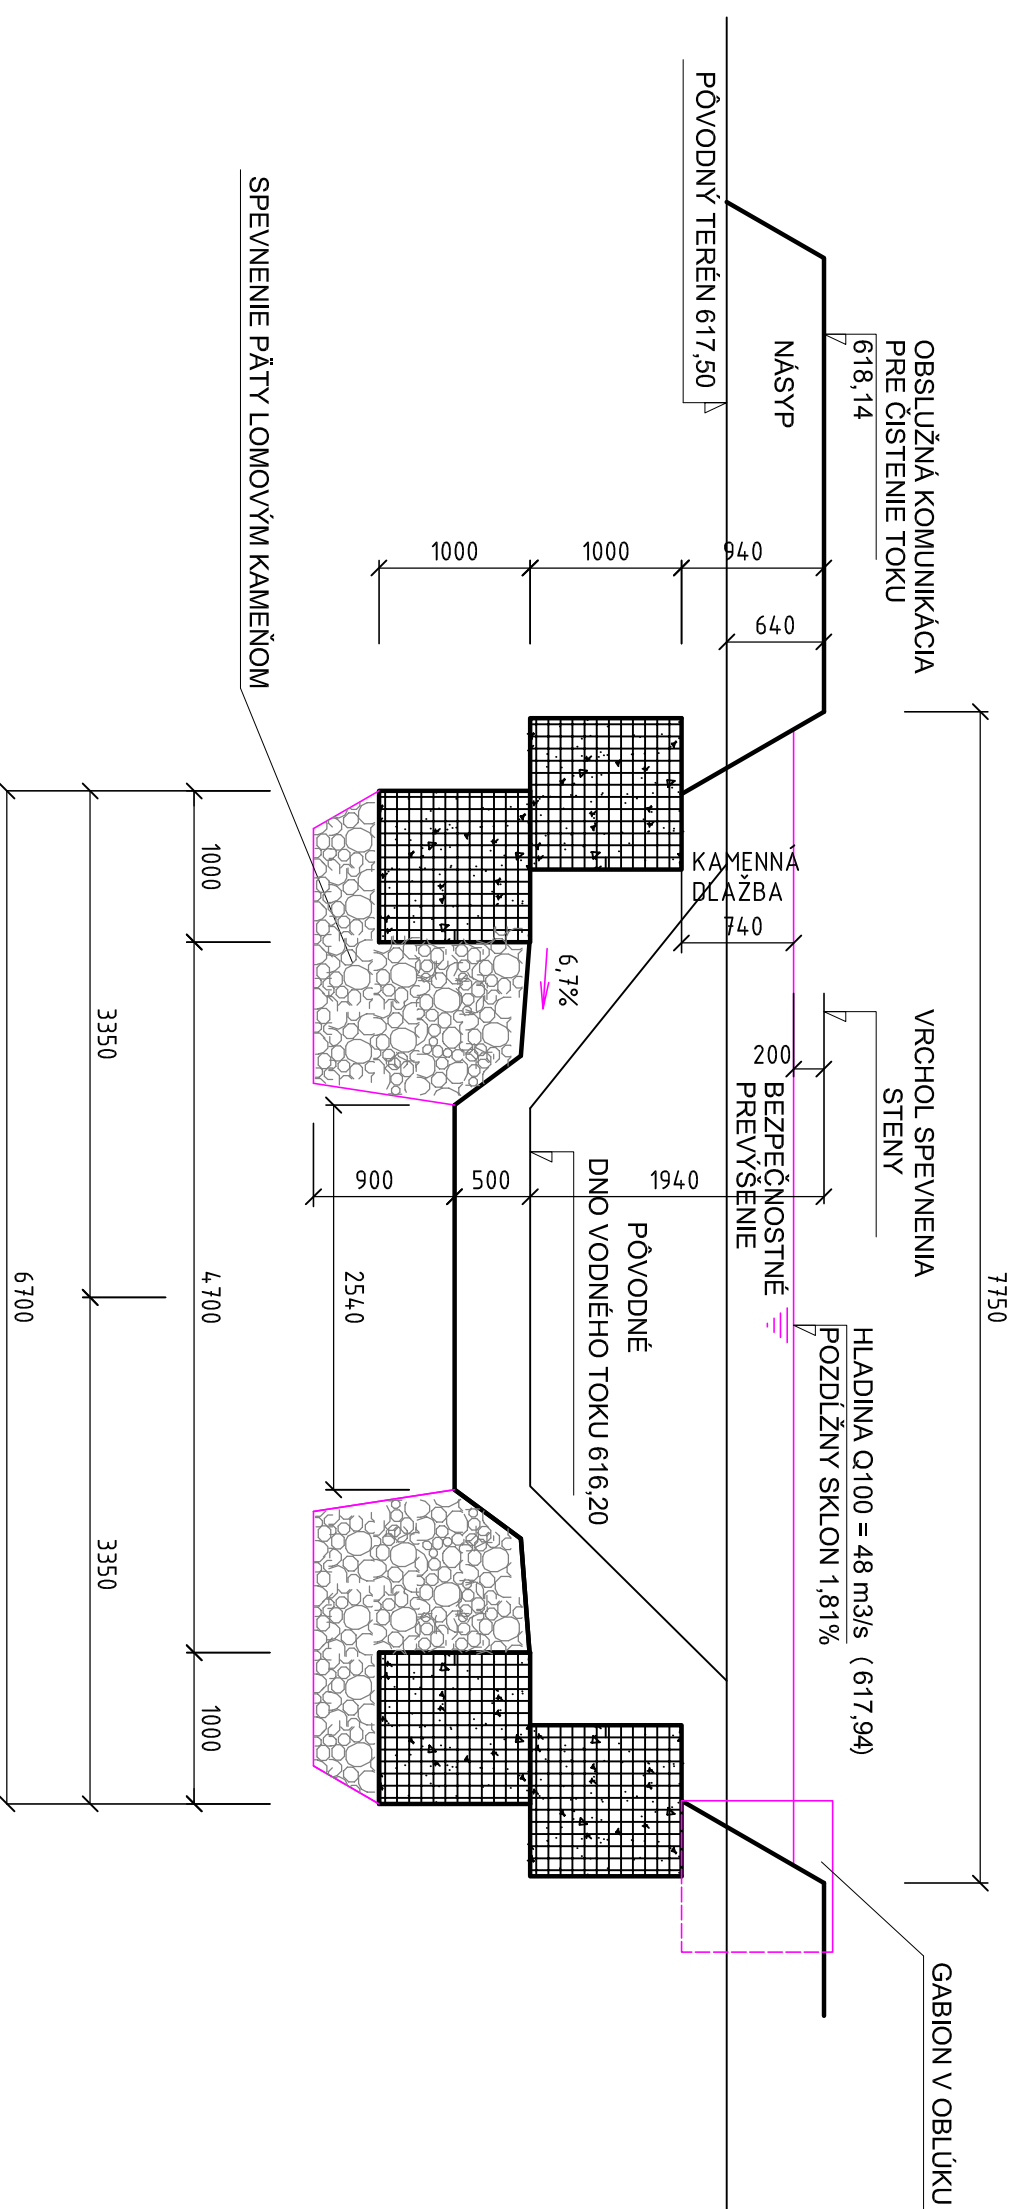 OBSLUŽNÁ KOMUNIKÁCIA
PRE ČISTENIE TOKU
618,14
NÁSYP
PÔVODNÝ TERÉN 617,50
SPEVNENIE PÄTY LOMOVÝM KAMEŇOM
940
1000
1000
640
7750
VRCHOL SPEVNENIA
STENY
KAMENNÁ
DLAŽBA
740
200
BEZPEČNOSTNÉ
PREVÝŠENIE
HLADINA Q100 = 48 m3/s (617,94)
POZDĹŽNY SKLON 1,81%
GABION V OBLÚKU
6,7%
PÔVODNÉ
DNO VODNÉHO TOKU 616,20
1940
500
900
2540
1000
4700
1000
3350
3350
6700